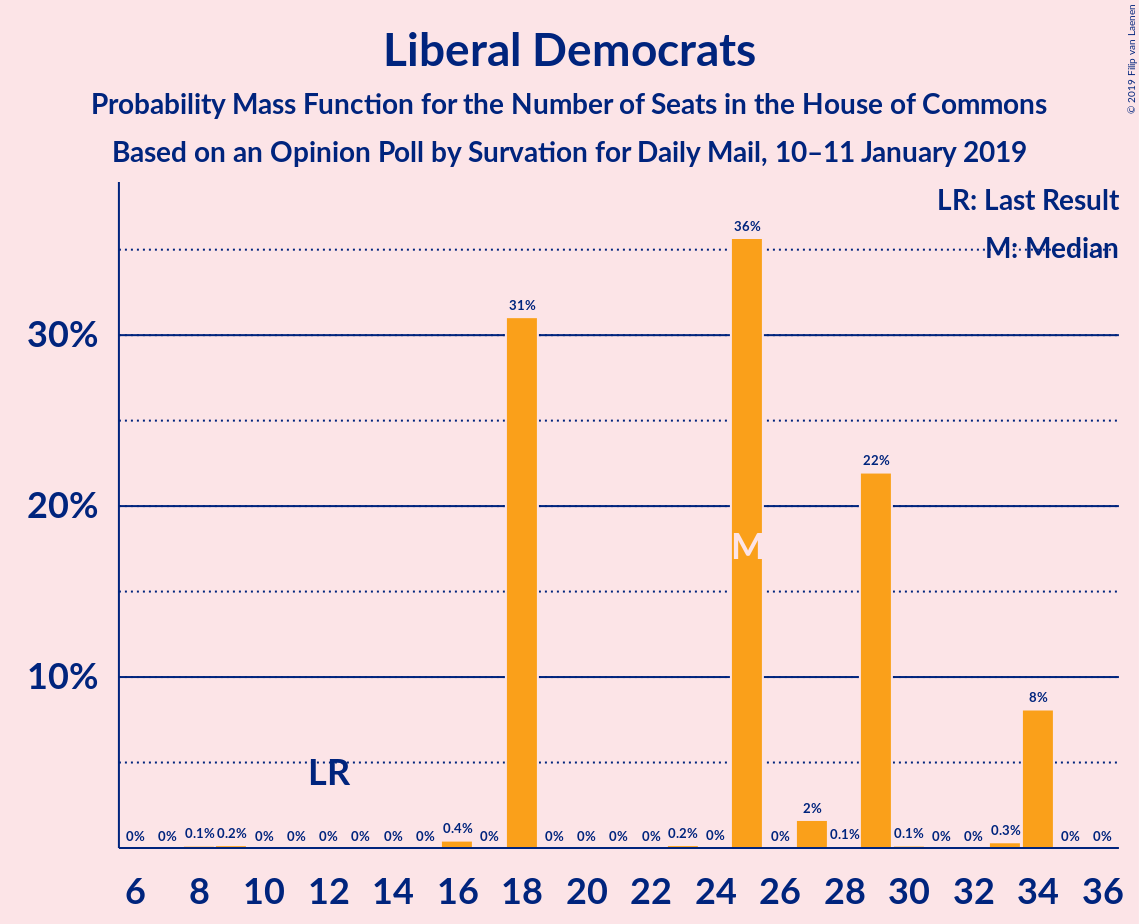 Liberal Democrats
Probability Mass Function for the Number of Seats in the House of Commons
Based on an Opinion Poll by Survation for Daily Mail, 10–11 January 2019
© 2019 Filip van Laenen
LR: Last Result
M: Median
30%
20%
10%
0% 0% 0.1% 0.2% 0% 0% 0% 0% 0% 0% 0.4% 0% 31% 0% 0% 0% 0% 0.2% 0% 36% 0% 2% 0.1% 22% 0.1% 0% 0% 0.3% 8% 0% 0%
LR
M
6 8 10 12 14 16 18 20 22 24 26 28 30 32 34 36